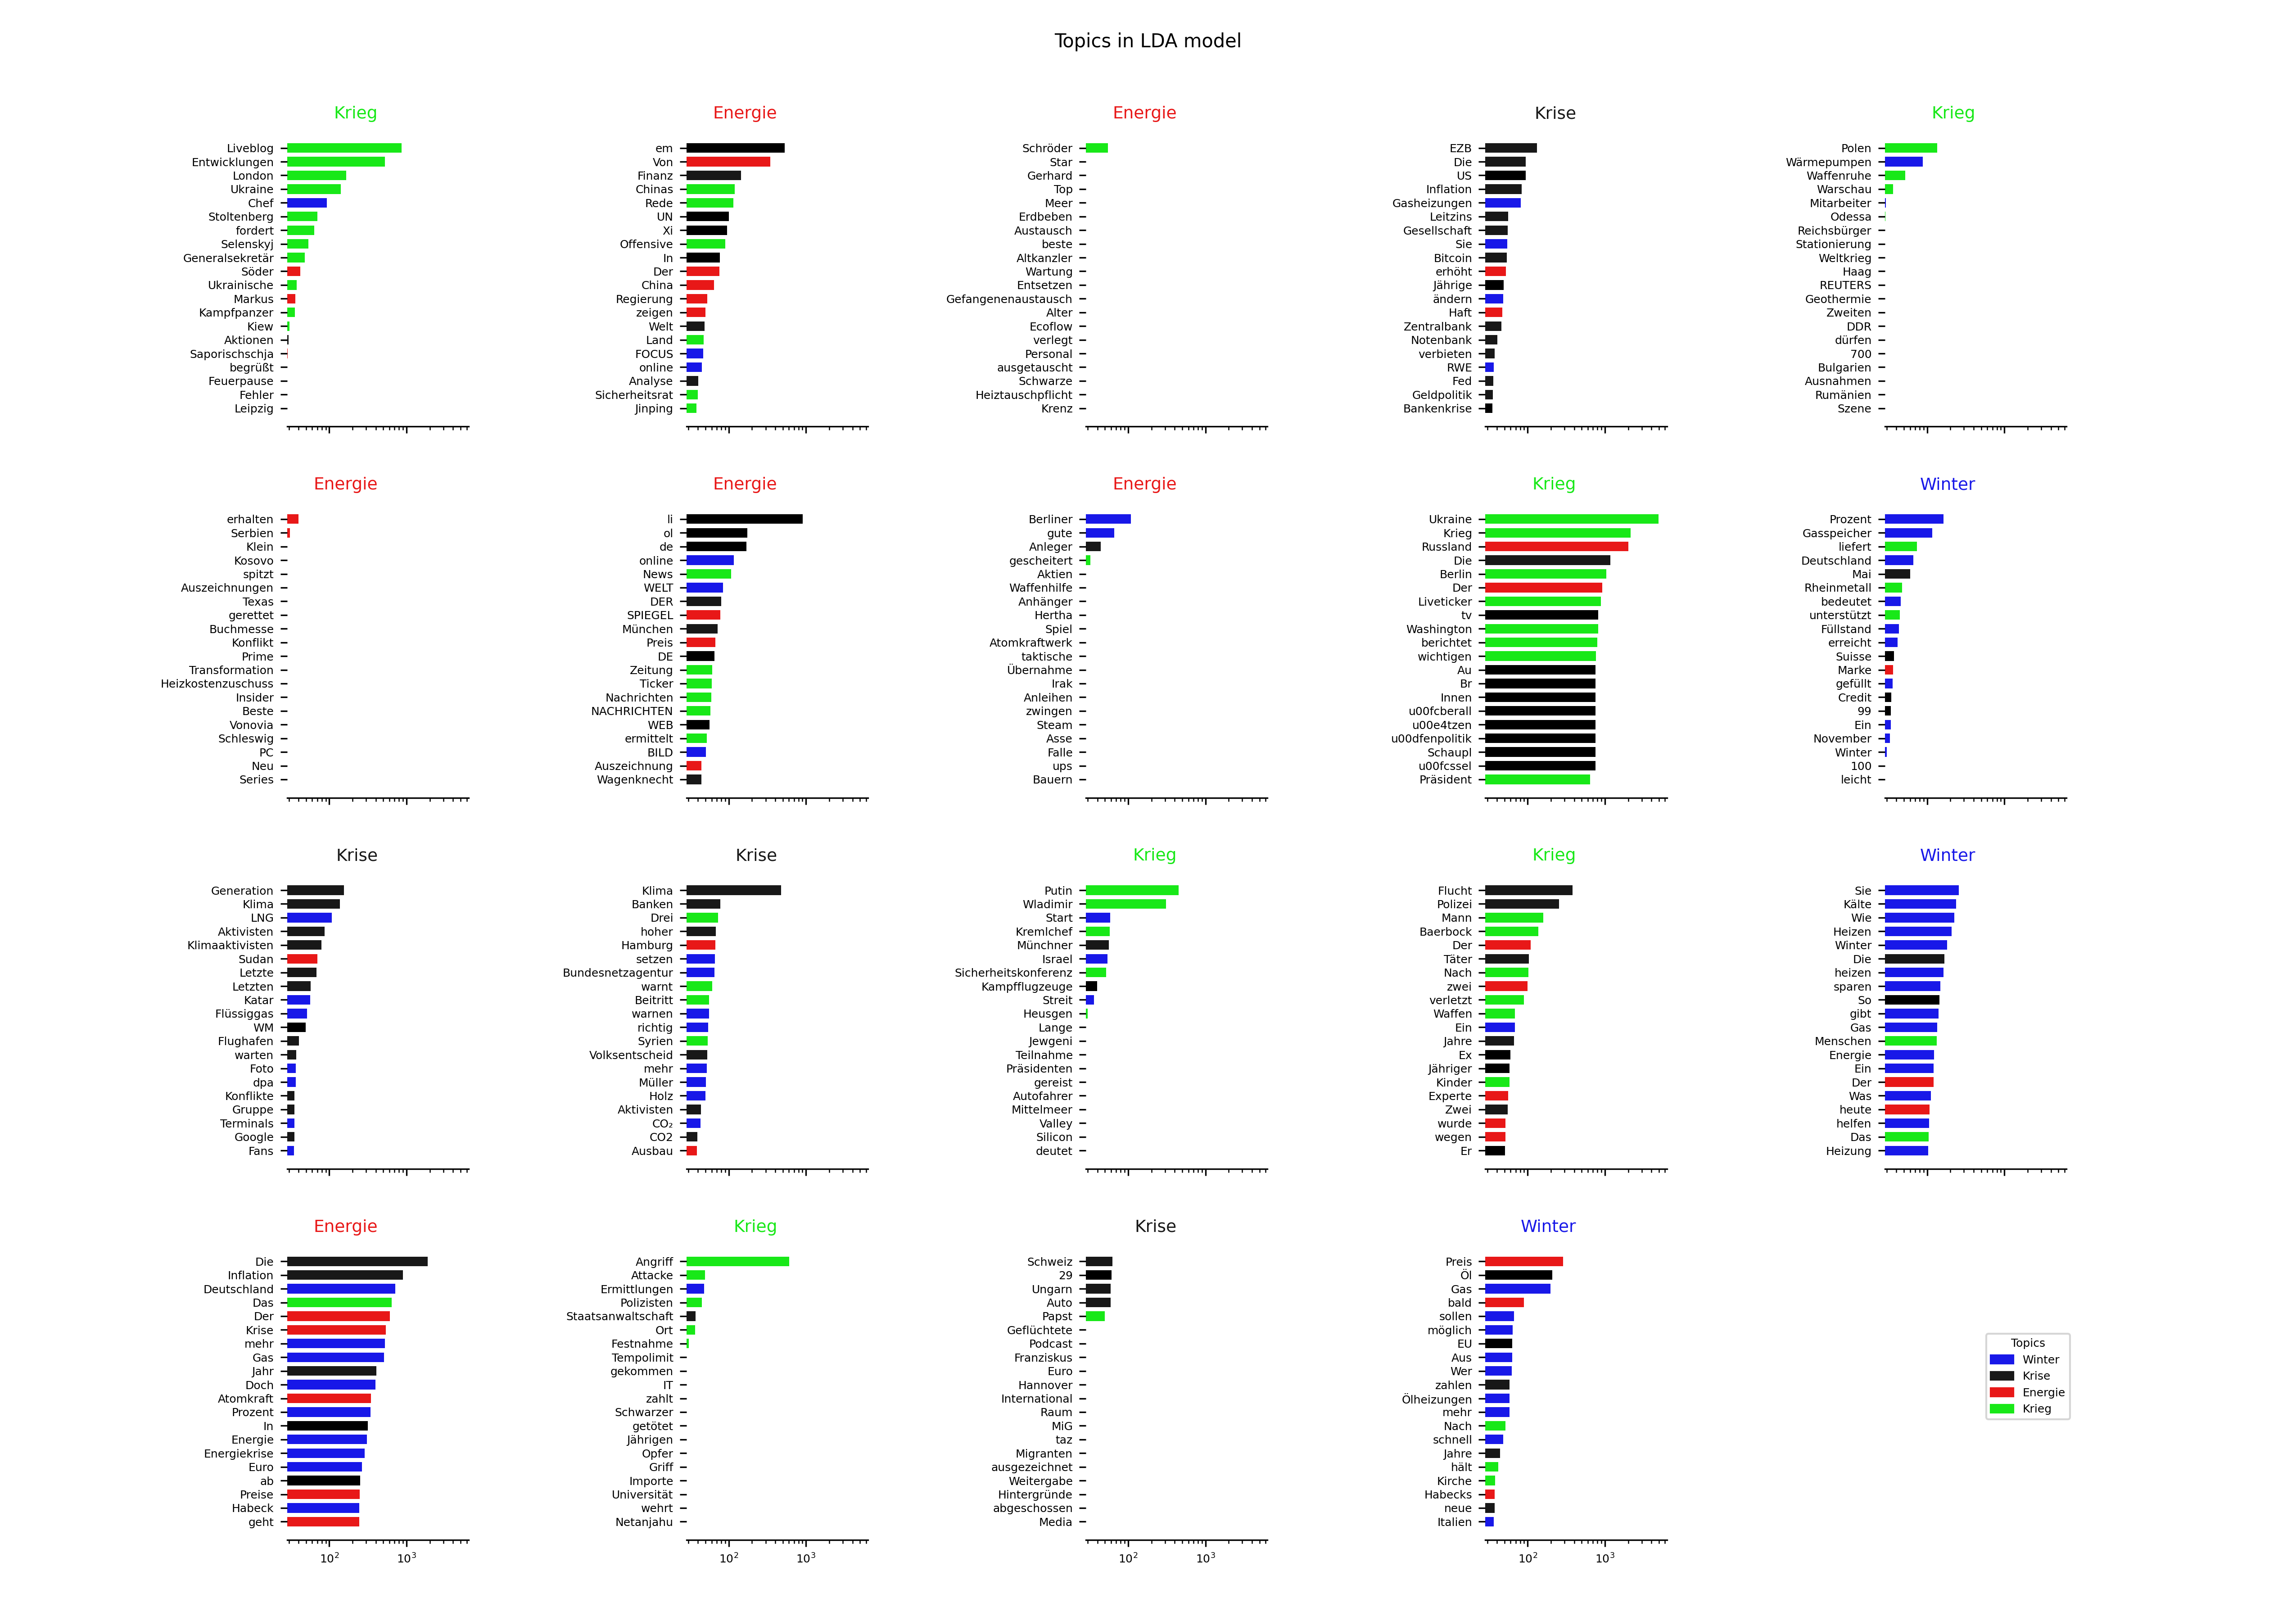 Topics in LDA model
Krieg
Liveblog
Entwicklungen
London
Ukraine
Chef
Stoltenberg
fordert
Selenskyj
Generalsekretär
Söder
Ukrainische
Markus
Kampfpanzer
Kiew
Aktionen
Saporischschja
begrüßt
Feuerpause
Fehler
Leipzig
Energie
em
Von
Finanz
Chinas
Rede
UN
Xi
Offensive
In
Der
China
Regierung
zeigen
Welt
Land
FOCUS
online
Analyse
Sicherheitsrat
Jinping
Energie
Schröder
Star
Gerhard
Top
Meer
Erdbeben
Austausch
beste
Altkanzler
Wartung
Entsetzen
Gefangenenaustausch
Alter
Ecoflow
verlegt
Personal
ausgetauscht
Schwarze
Heiztauschpflicht
Krenz
Krise
EZB
Die
US
Inflation
Gasheizungen
Leitzins
Gesellschaft
Sie
Bitcoin
erhöht
Jährige
ändern
Haft
Zentralbank
Notenbank
verbieten
RWE
Fed
Geldpolitik
Bankenkrise
Krieg
Polen
Wärmepumpen
Waffenruhe
Warschau
Mitarbeiter
Odessa
Reichsbürger
Stationierung
Weltkrieg
Haag
REUTERS
Geothermie
Zweiten
DDR
dürfen
700
Bulgarien
Ausnahmen
Rumänien
Szene
Energie
erhalten
Serbien
Klein
Kosovo
spitzt
Auszeichnungen
Texas
gerettet
Buchmesse
Konflikt
Prime
Transformation
Heizkostenzuschuss
Insider
Beste
Vonovia
Schleswig
PC
Neu
Series
Energie
li
ol
de
online
News
WELT
DER
SPIEGEL
München
Preis
DE
Zeitung
Ticker
Nachrichten
NACHRICHTEN
WEB
ermittelt
BILD
Auszeichnung
Wagenknecht
Energie
Berliner
gute
Anleger
gescheitert
Aktien
Waffenhilfe
Anhänger
Hertha
Spiel
Atomkraftwerk
taktische
Übernahme
Irak
Anleihen
zwingen
Steam
Asse
Falle
ups
Bauern
Krieg
Ukraine
Krieg
Russland
Die
Berlin
Der
Liveticker
tv
Washington
berichtet
wichtigen
Au
Br
Innen
u00fcberall
u00e4tzen
u00dfenpolitik
Schaupl
u00fcssel
Präsident
Winter
Prozent
Gasspeicher
liefert
Deutschland
Mai
Rheinmetall
bedeutet
unterstützt
Füllstand
erreicht
Suisse
Marke
gefüllt
Credit
99
Ein
November
Winter
100
leicht
Krise
Generation
Klima
LNG
Aktivisten
Klimaaktivisten
Sudan
Letzte
Letzten
Katar
Flüssiggas
WM
Flughafen
warten
Foto
dpa
Konflikte
Gruppe
Terminals
Google
Fans
Krise
Klima
Banken
Drei
hoher
Hamburg
setzen
Bundesnetzagentur
warnt
Beitritt
warnen
richtig
Syrien
Volksentscheid
mehr
Müller
Holz
Aktivisten
CO₂
CO2
Ausbau
Krieg
Putin
Wladimir
Start
Kremlchef
Münchner
Israel
Sicherheitskonferenz
Kampfflugzeuge
Streit
Heusgen
Lange
Jewgeni
Teilnahme
Präsidenten
gereist
Autofahrer
Mittelmeer
Valley
Silicon
deutet
Krieg
Flucht
Polizei
Mann
Baerbock
Der
Täter
Nach
zwei
verletzt
Waffen
Ein
Jahre
Ex
Jähriger
Kinder
Experte
Zwei
wurde
wegen
Er
Winter
Sie
Kälte
Wie
Heizen
Winter
Die
heizen
sparen
So
gibt
Gas
Menschen
Energie
Ein
Der
Was
heute
helfen
Das
Heizung
Energie
Die
Inflation
Deutschland
Das
Der
Krise
mehr
Gas
Jahr
Doch
Atomkraft
Prozent
In
Energie
Energiekrise
Euro
ab
Preise
Habeck
geht
10² 10³
Krieg
Angriff
Attacke
Ermittlungen
Polizisten
Staatsanwaltschaft
Ort
Festnahme
Tempolimit
gekommen
IT
zahlt
Schwarzer
getötet
Jährigen
Opfer
Griff
Importe
Universität
wehrt
Netanjahu
10² 10³
Krise
Schweiz
29
Ungarn
Auto
Papst
Geflüchtete
Podcast
Franziskus
Euro
Hannover
International
Raum
MiG
taz
Migranten
ausgezeichnet
Weitergabe
Hintergründe
abgeschossen
Media
10² 10³
Winter
Preis
Öl
Gas
bald
sollen
möglich
EU
Aus
Wer
zahlen
Ölheizungen
mehr
Nach
schnell
Jahre
hält
Kirche
Habecks
neue
Italien
10² 10³
Topics
Winter
Krise
Energie
Krieg